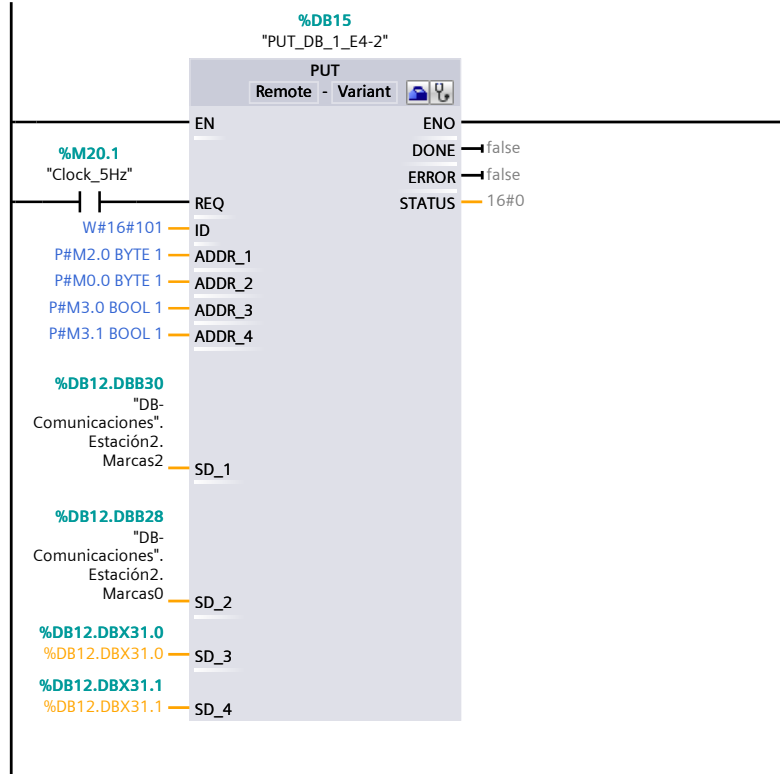 %DB15
"PUT_DB_1_E4-2"
PUT
Remote - Variant
EN
ENO
DONE
false
%M20.1
"Clock_5Hz"
ERROR
false
REQ
STATUS
16#0
W#16#101
ID
P#M2.0 BYTE 1
ADDR_1
P#M0.0 BYTE 1
ADDR_2
P#M3.0 BOOL 1
ADDR_3
P#M3.1 BOOL 1
ADDR_4
%DB12.DBB30
"DB-
Comunicaciones".
Estación2.
Marcas2
SD_1
%DB12.DBB28
"DB-
Comunicaciones".
Estación2.
Marcas0
SD_2
%DB12.DBX31.0
%DB12.DBX31.0
SD_3
%DB12.DBX31.1
%DB12.DBX31.1
SD_4